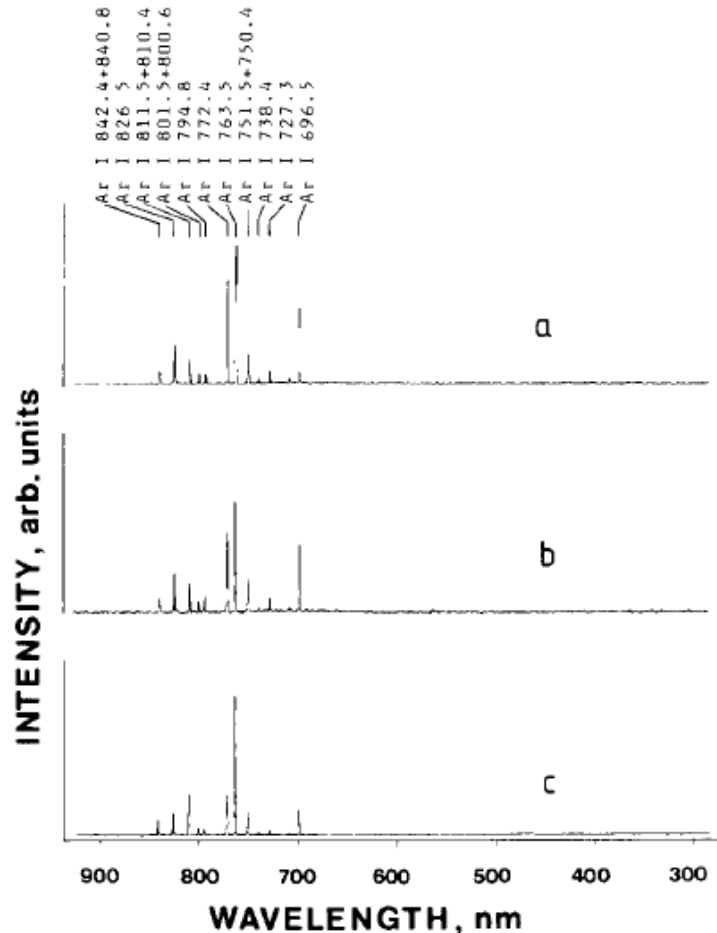 Ar I 842.4+840.8
Ar I 826.5
Ar I 811.5+810.4
Ar I 801.5+800.6
Ar I 794.8
Ar I 772.4
Ar I 763.5
Ar I 751.5+750.4
Ar I 738.4
Ar I 727.3
Ar I 696.5
a
b
c
INTENSITY, arb. units
900 800 700 600 500 400 300
WAVELENGTH, nm